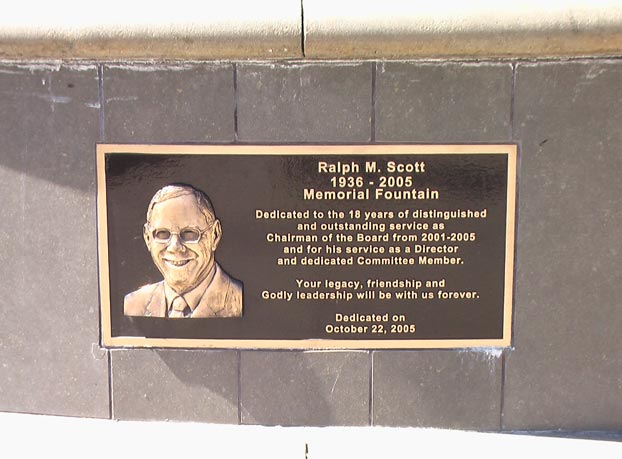 Ralph M. Scott
1936 - 2005
Memorial Fountain
Dedicated to the 18 years of distinguished
and outstanding service as
Chairman of the Board from 2001-2005
and for his service as a Director
and dedicated Committee Member.
Your legacy, friendship and
Godly leadership will be with us forever.
Dedicated on
October 22, 2005